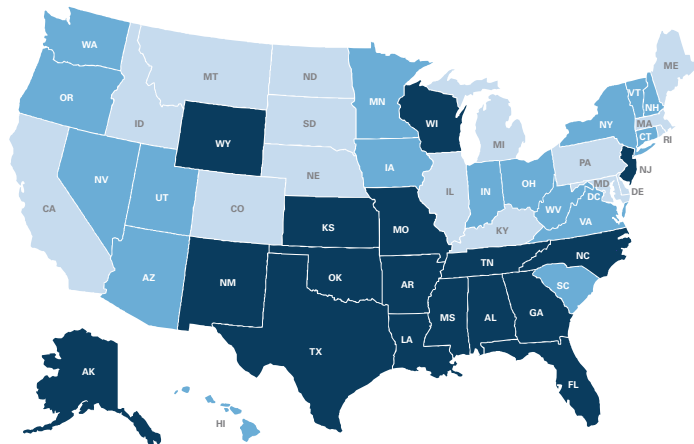 WA
OR
CA
ID
NV
MT
WY
UT
AZ
CO
NM
ND
SD
NE
KS
OK
TX
MN
IA
MO
AR
LA
WI
IL
MI
IN
OH
KY
TN
MS
AL
GA
FL
SC
NC
VA
WV
PA
NY
VT
NH
ME
MA
CT
RI
NJ
DE
MD
DC
AK
HI